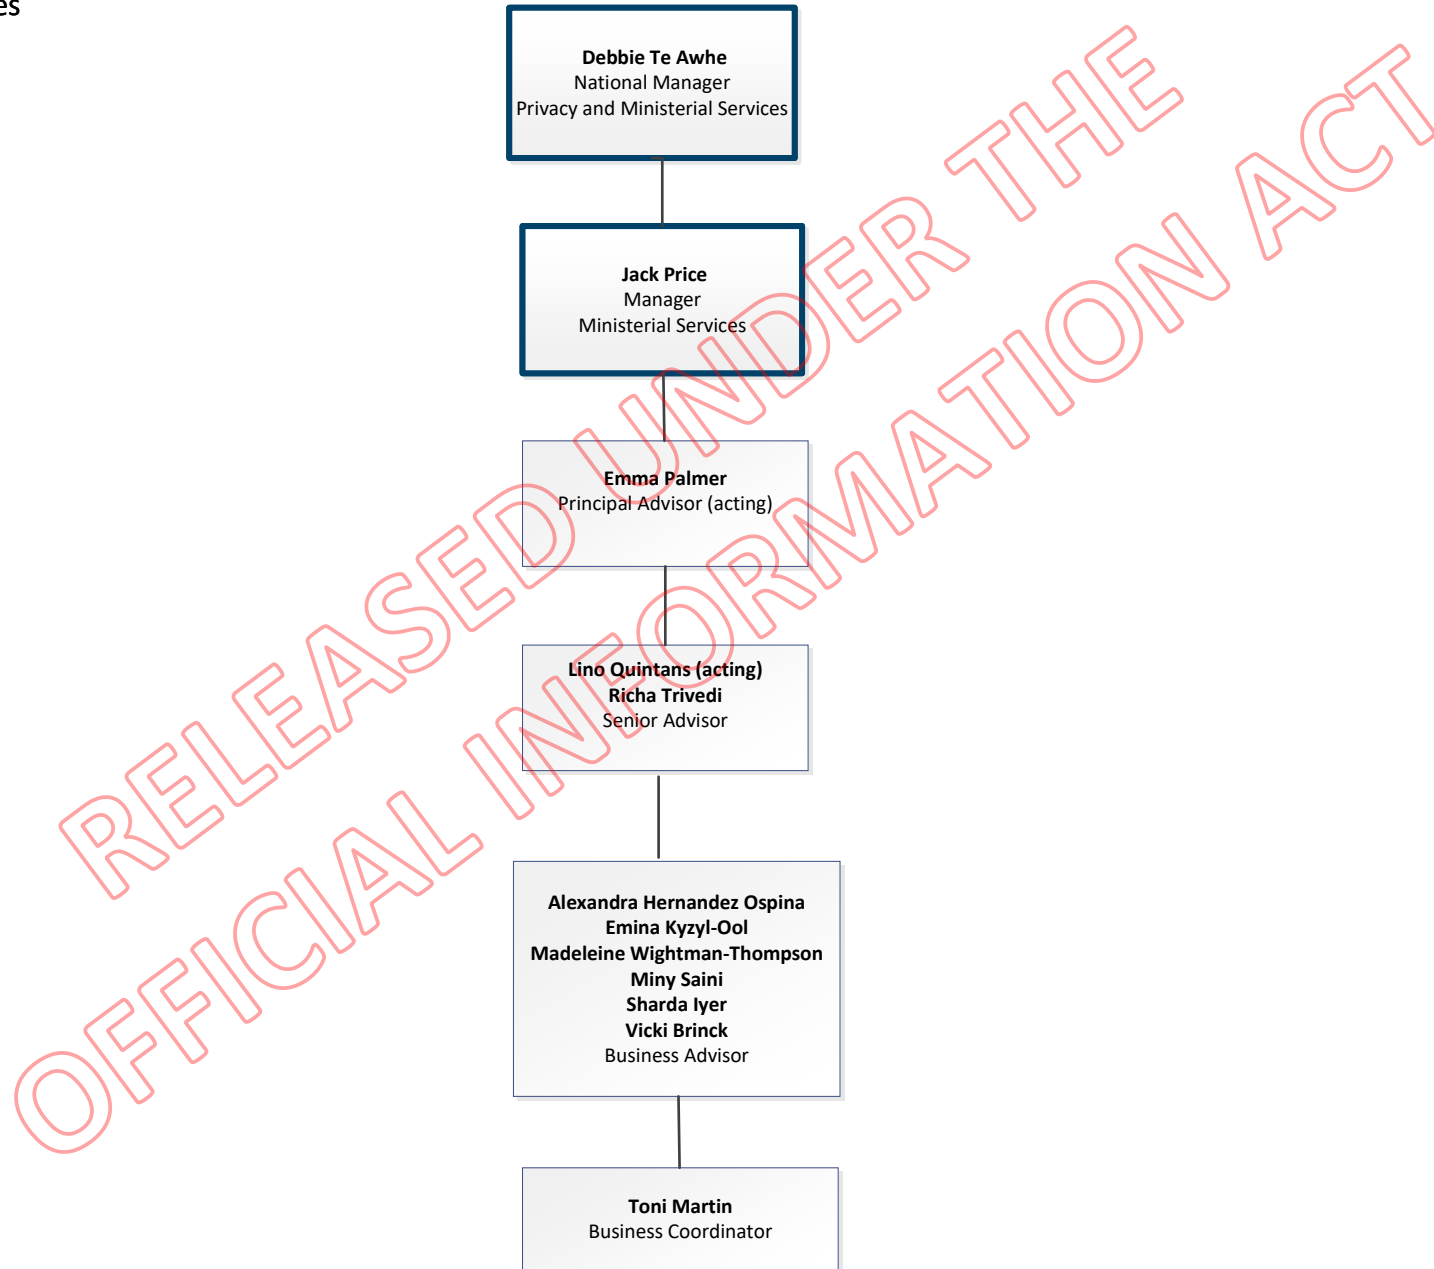 es
Debbie Te Awhe
National Manager
Privacy and Ministerial Services
Jack Price
Manager
Ministerial Services
Emma Palmer
Principal Advisor (acting)
Lino Quintans (acting)
Richa Trivedi
Senior Advisor
Alexandra Hernandez Ospina
Emina Kyzyl-Ool
Madeleine Wightman-Thompson
Miny Saini
Sharda Iyer
Vicki Brinck
Business Advisor
Toni Martin
Business Coordinator
RELEASED UNDER THE
OFFICIAL INFORMATION ACT